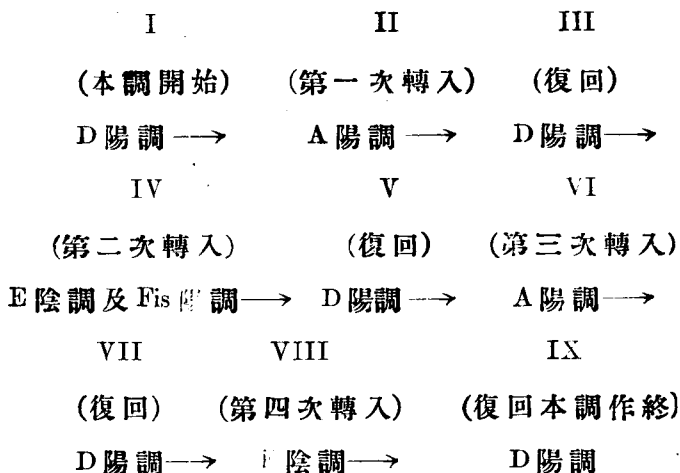 I II III
(本調開始) (第一次轉入) (復回)
D陽調→ A陽調→ D陽調→
IV V VI
(第二次轉入) (復回) (第三次轉入)
E陰調及Fis 調→ D陽調→ A陽調→
VII VIII IX
(復回) (第四次轉入) (復回本調作終)
D陽調→ 陰調→ D陽調